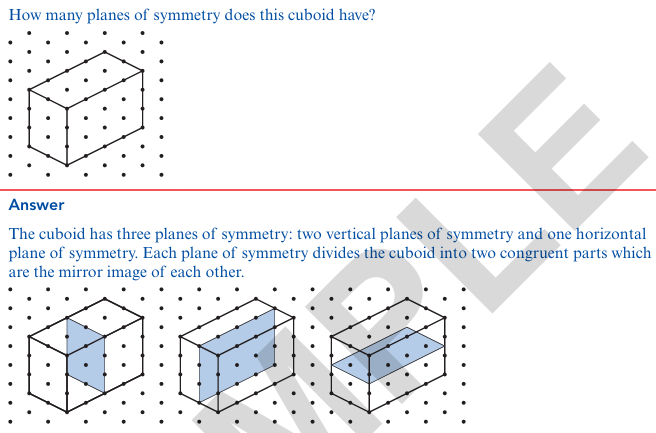 How many planes of symmetry does this cuboid have?
Answer
The cuboid has three planes of symmetry: two vertical planes of symmetry and one horizontal
plane of symmetry. Each plane of symmetry divides the cuboid into two congruent parts which
are the mirror image of each other.
MPLE